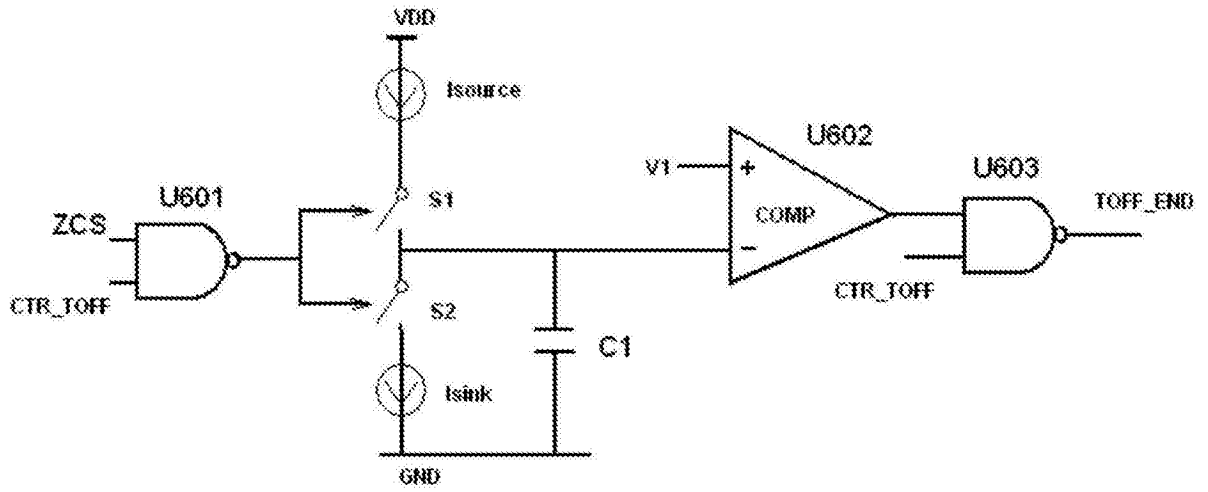 VDD
Isource
U601
ZCS
CTR_TOFF
S1
S2
Isink
GND
C1
V1
+
COMP
−
U602
U603
CTR_TOFF
TOFF_END